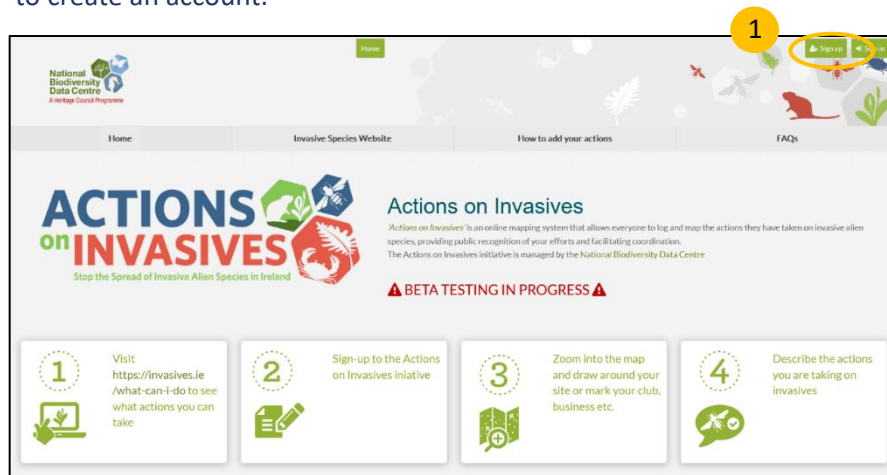 to create an account.
1
Home
Sign up
Sign in
National
Biodiversity
Data Centre
A Heritage Council Programme
Home
Invasive Species Website
How to add your actions
FAQs
ACTIONS
on INVASIVES
Stop the Spread of Invasive Alien Species in Ireland
Actions on Invasives
'Actions on Invasives' is an online mapping system that allows everyone to log and map the actions they have taken on invasive alien
species, providing public recognition of your efforts and facilitating coordination.
The Actions on Invasives initiative is managed by the National Biodiversity Data Centre
BETA TESTING IN PROGRESS
1
Visit
https://invasives.ie
/what-can-i-do to see
what actions you can
take
2
Sign-up to the Actions
on Invasives iniative
3
Zoom into the map
and draw around your
site or mark your club,
business etc.
4
Describe the actions
you are taking on
invasives